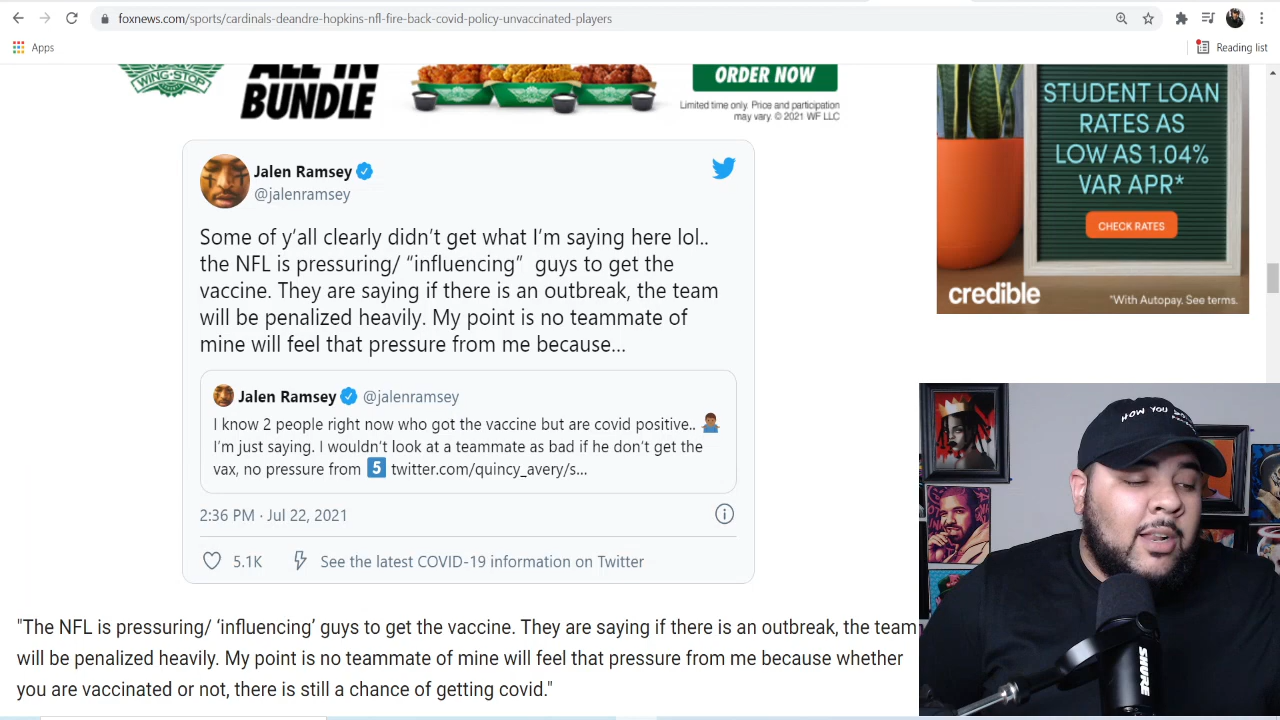 foxnews.com/sports/cardinals-deandre-hopkins-nfl-fire-back-covid-policy-unvaccinated-players
Apps
Reading list
WING·STOP
ALL IN
BUNDLE
ORDER NOW
Limited time only. Price and participation
may vary. © 2021 WF LLC
STUDENT LOAN
RATES AS
LOW AS 1.04%
VAR APR*
CHECK RATES
credible
*With Autopay. See terms.
Jalen Ramsey
@jalenramsey
Some of y’all clearly didn’t get what I’m saying here lol..
the NFL is pressuring/ “influencing” guys to get the
vaccine. They are saying if there is an outbreak, the team
will be penalized heavily. My point is no teammate of
mine will feel that pressure from me because...
Jalen Ramsey @jalenramsey
I know 2 people right now who got the vaccine but are covid positive..
I’m just saying. I wouldn’t look at a teammate as bad if he don’t get the
vax, no pressure from 5 twitter.com/quincy_avery/s...
2:36 PM · Jul 22, 2021
5.1K See the latest COVID-19 information on Twitter
"The NFL is pressuring/ ‘influencing’ guys to get the vaccine. They are saying if there is an outbreak, the team
will be penalized heavily. My point is no teammate of mine will feel that pressure from me because whether
you are vaccinated or not, there is still a chance of getting covid."
HOW YOU
SHURE